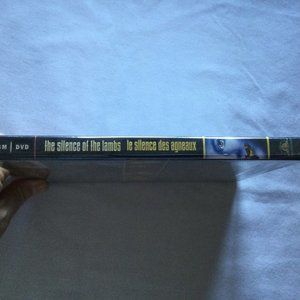 DVD
the silence of the lambs le silence des agneaux